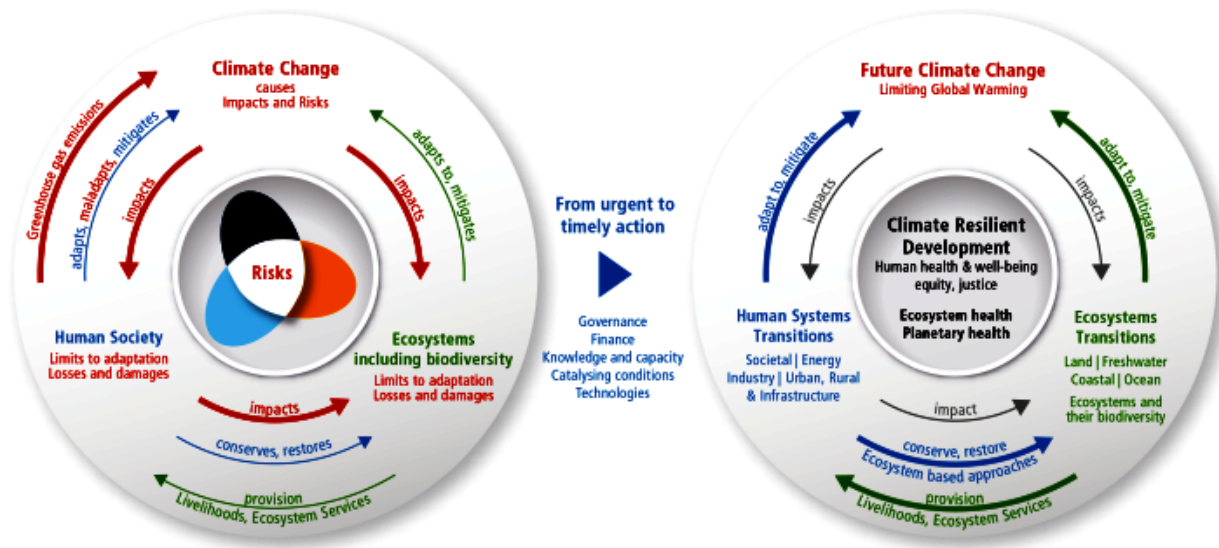 Climate Change
causes
Impacts and Risks
Greenhouse gas emissions
adapts, maladapts, mitigates
impacts
impacts
adapts to, mitigates
Risks
Human Society
Limits to adaptation
Losses and damages
Ecosystems
including biodiversity
Limits to adaptation
Losses and damages
impacts
conserves, restores
provision
Livelihoods, Ecosystem Services
From urgent to
timely action
Governance
Finance
Knowledge and capacity
Catalysing conditions
Technologies
Future Climate Change
Limiting Global Warming
adapt to, mitigate
impacts
impacts
adapt to, mitigate
Climate Resilient
Development
Human health & well-being
equity, justice
Ecosystem health
Planetary health
Human Systems
Transitions
Societal | Energy
Industry | Urban, Rural
& Infrastructure
Ecosystems
Transitions
Land | Freshwater
Coastal | Ocean
Ecosystems and
their biodiversity
impact
conserve, restore
Ecosystem based approaches
provision
Livelihoods, Ecosystem Services